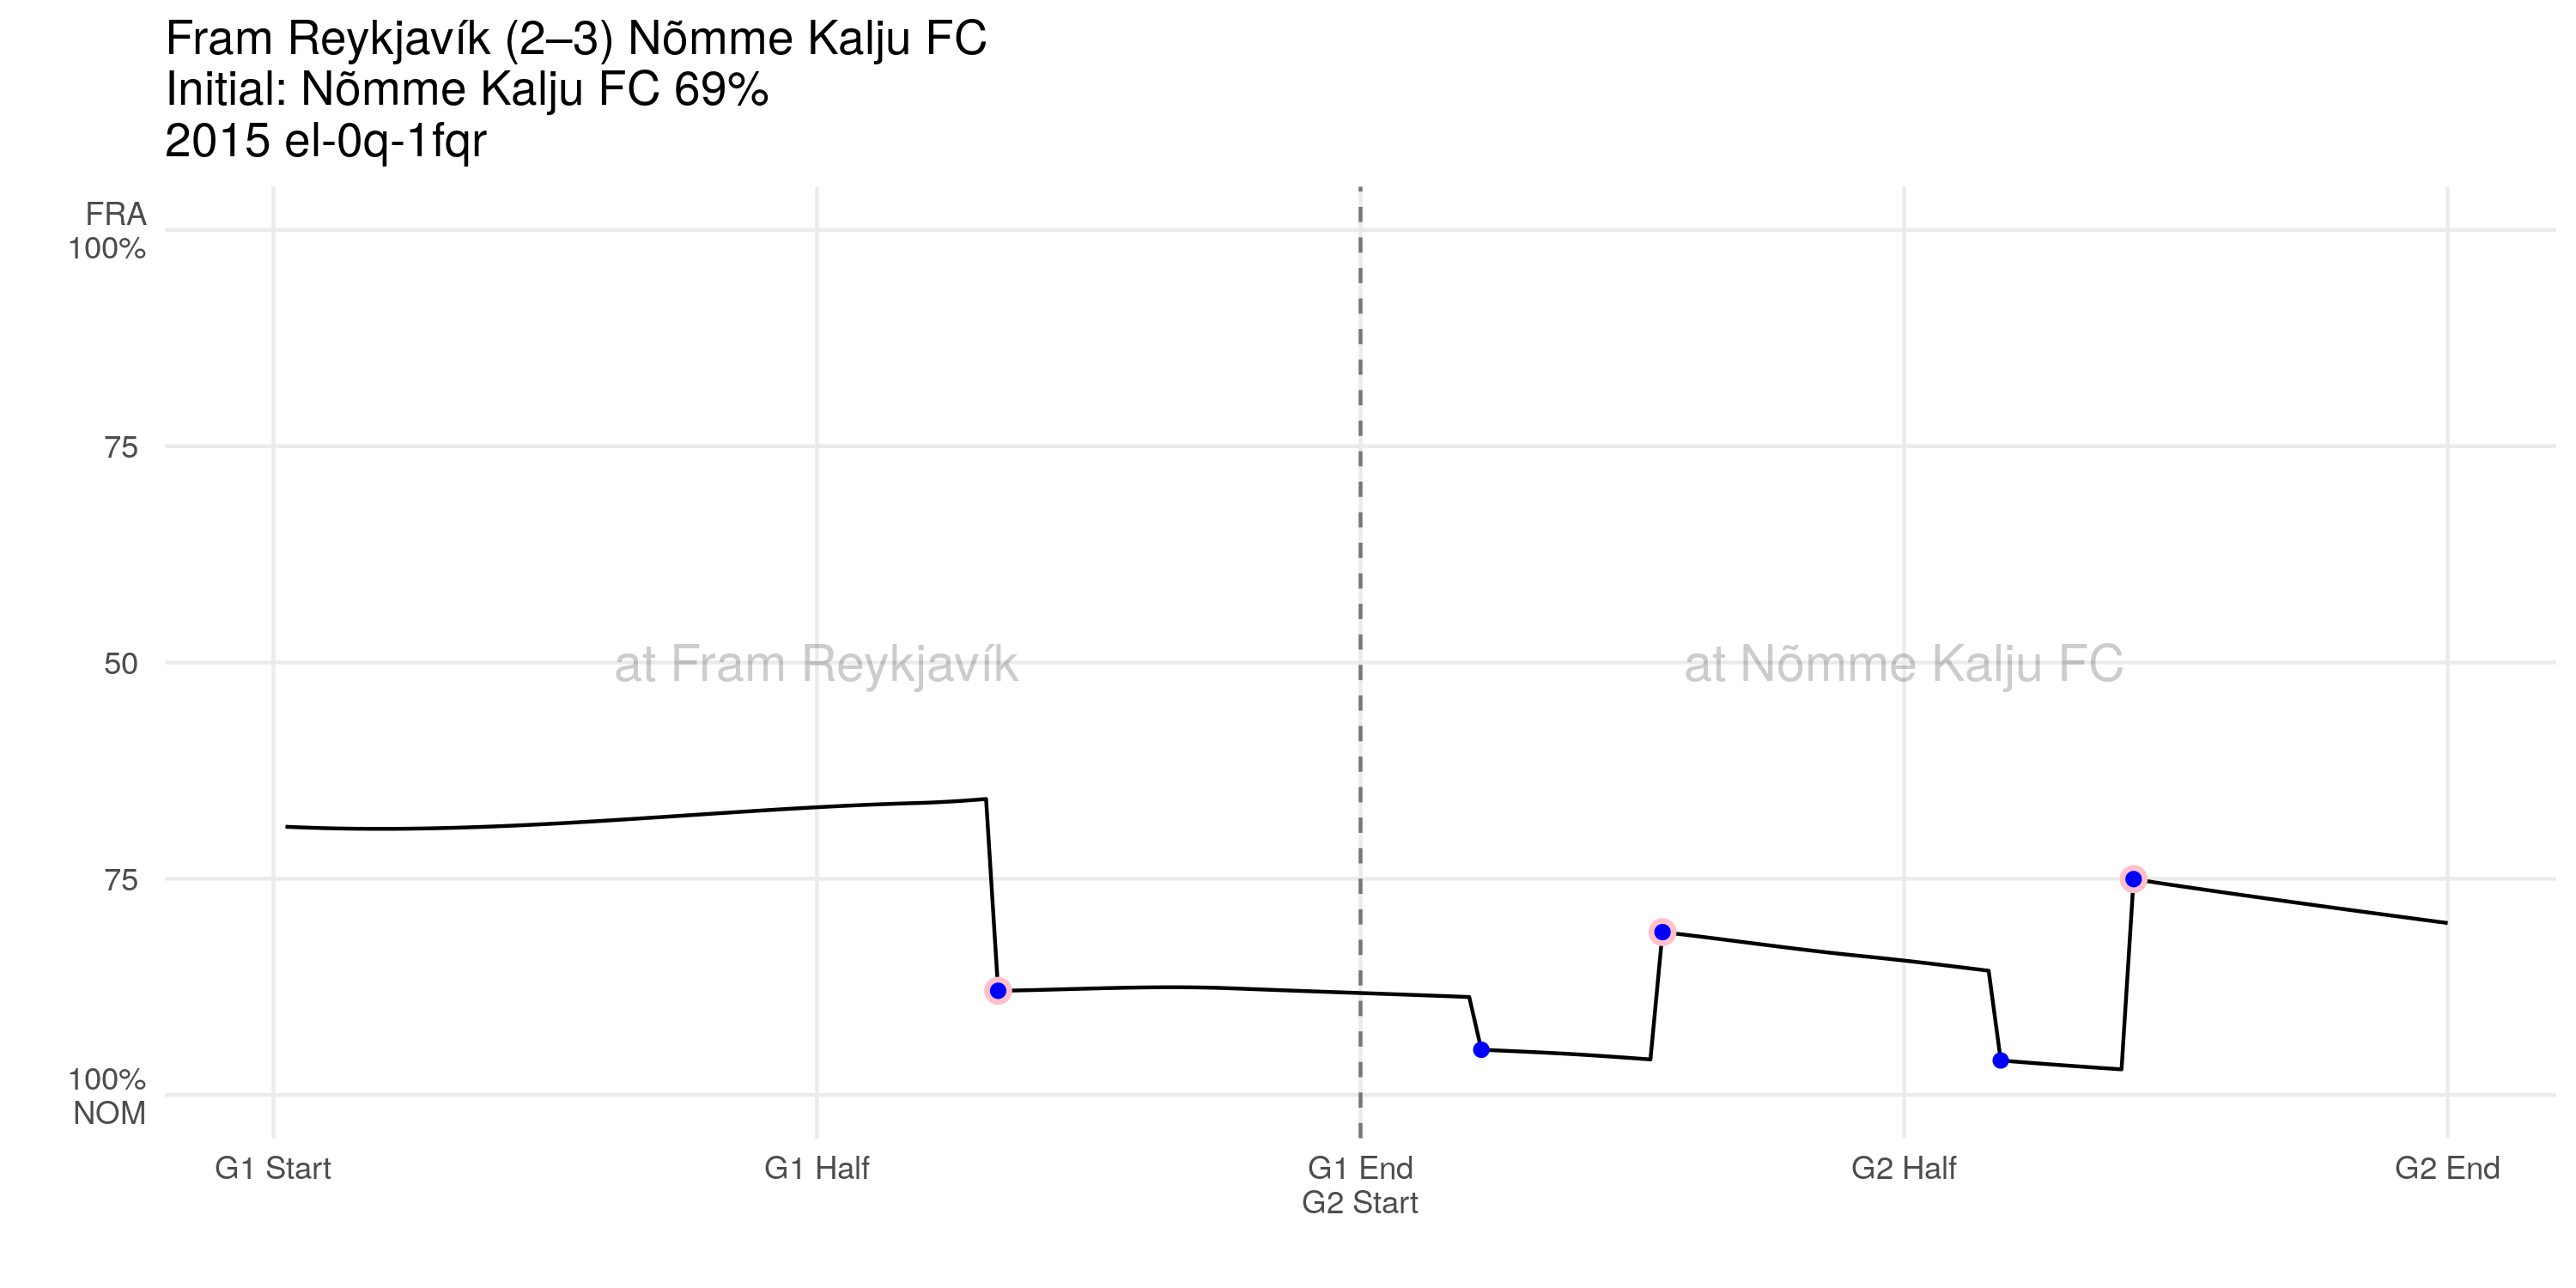 Fram Reykjavík (2–3) Nõmme Kalju FC
Initial: Nõmme Kalju FC 69%
2015 el-0q-1fqr
FRA
100%
75
50
75
100%
NOM
at Fram Reykjavík
at Nõmme Kalju FC
G1 Start
G1 Half
G1 End
G2 Start
G2 Half
G2 End